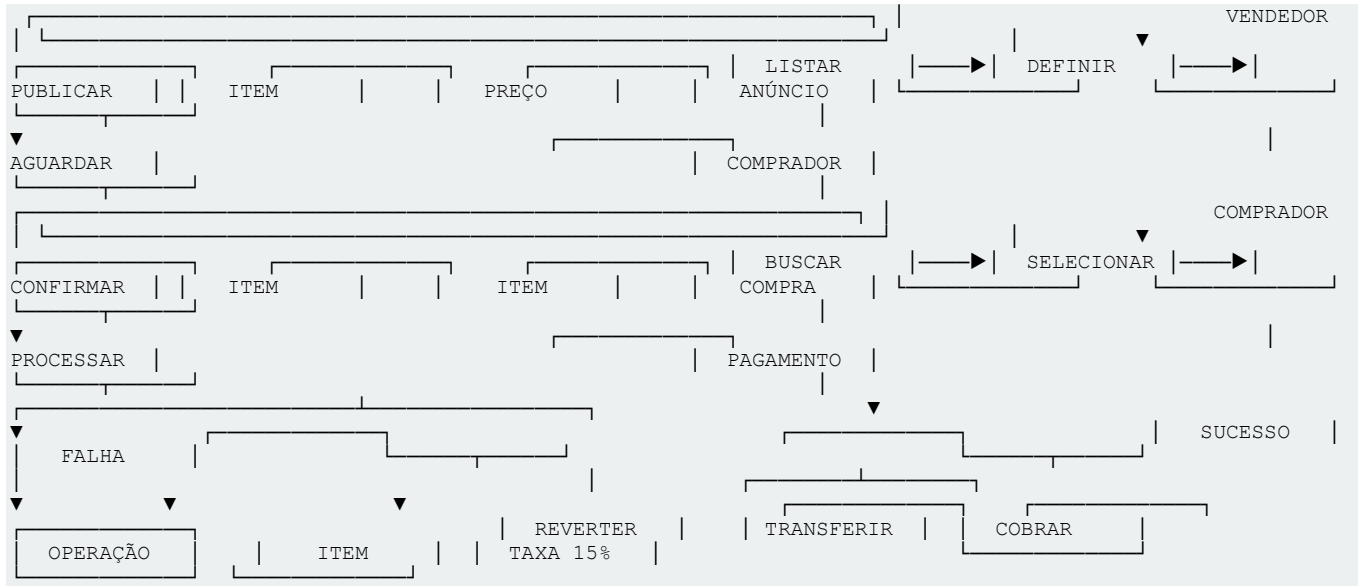 VENDEDOR
LISTAR DEFINIR
PUBLICAR ITEM PREÇO ANÚNCIO
AGUARDAR COMPRADOR
COMPRADOR
BUSCAR SELECIONAR
CONFIRMAR ITEM ITEM COMPRA
PROCESSAR PAGAMENTO
SUCESSO
FALHA
REVERTER TRANSFERIR COBRAR
OPERAÇÃO ITEM TAXA 15%